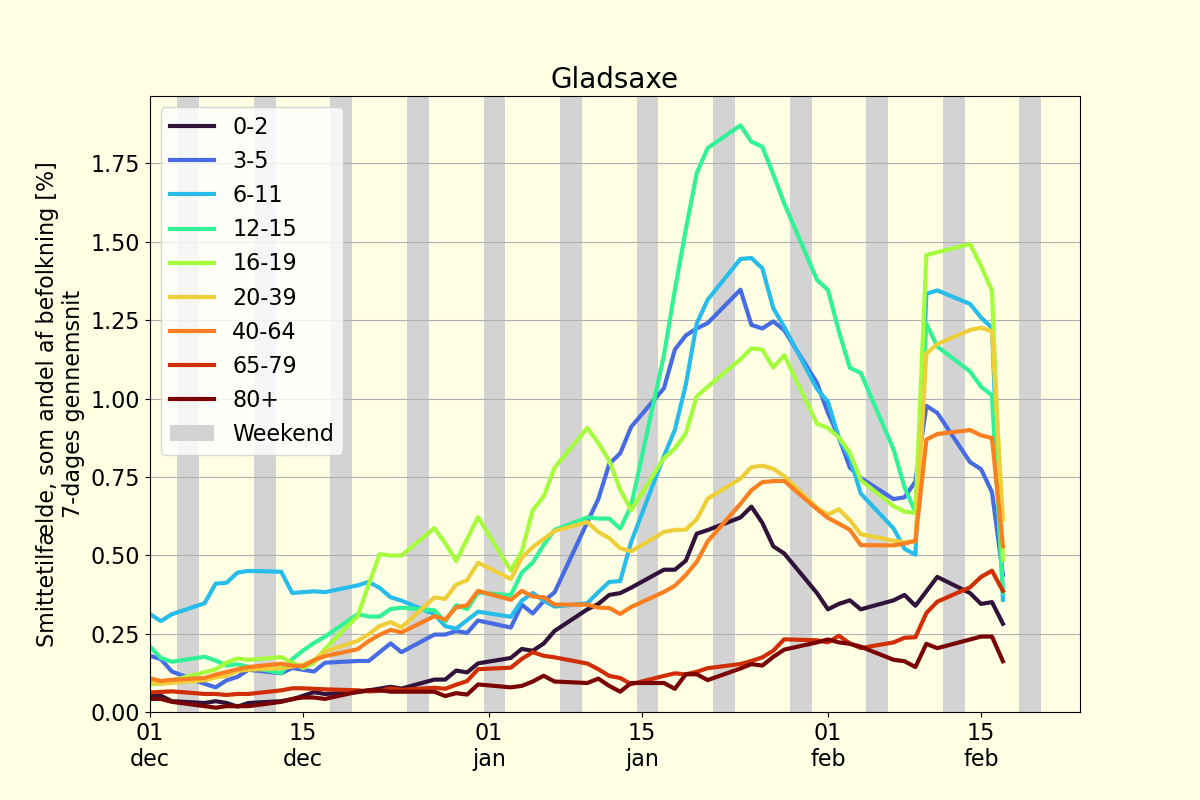 Gladsaxe
Smittetilfælde, som andel af befolkning [%]
7-dages gennemsnit
1.75
1.50
1.25
1.00
0.75
0.50
0.25
0.00
0-2
3-5
6-11
12-15
16-19
20-39
40-64
65-79
80+
Weekend
01 15 01 15 01 15
dec dec jan jan feb feb